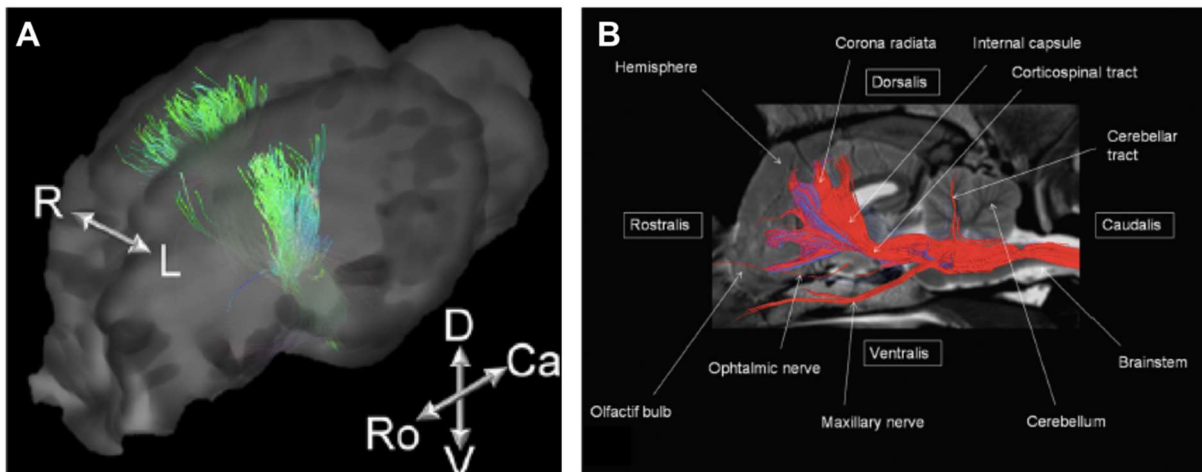 A
R
L
D
Ca
Ro
V
B
Corona radiata
Internal capsule
Hemisphere
Dorsalis
Corticospinal tract
Cerebellar
tract
Rostralis
Caudalis
Ventralis
Ophtalmic nerve
Brainstem
Olfactif bulb
Maxillary nerve
Cerebellum